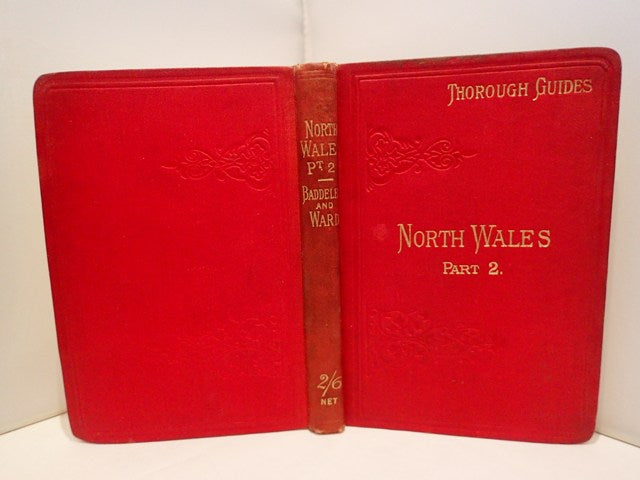 THOROUGH GUIDES
NORTH WALES
PART 2.
NORTH
WALES
PT 2
BADDELEY
AND
WARD
2/6
NET